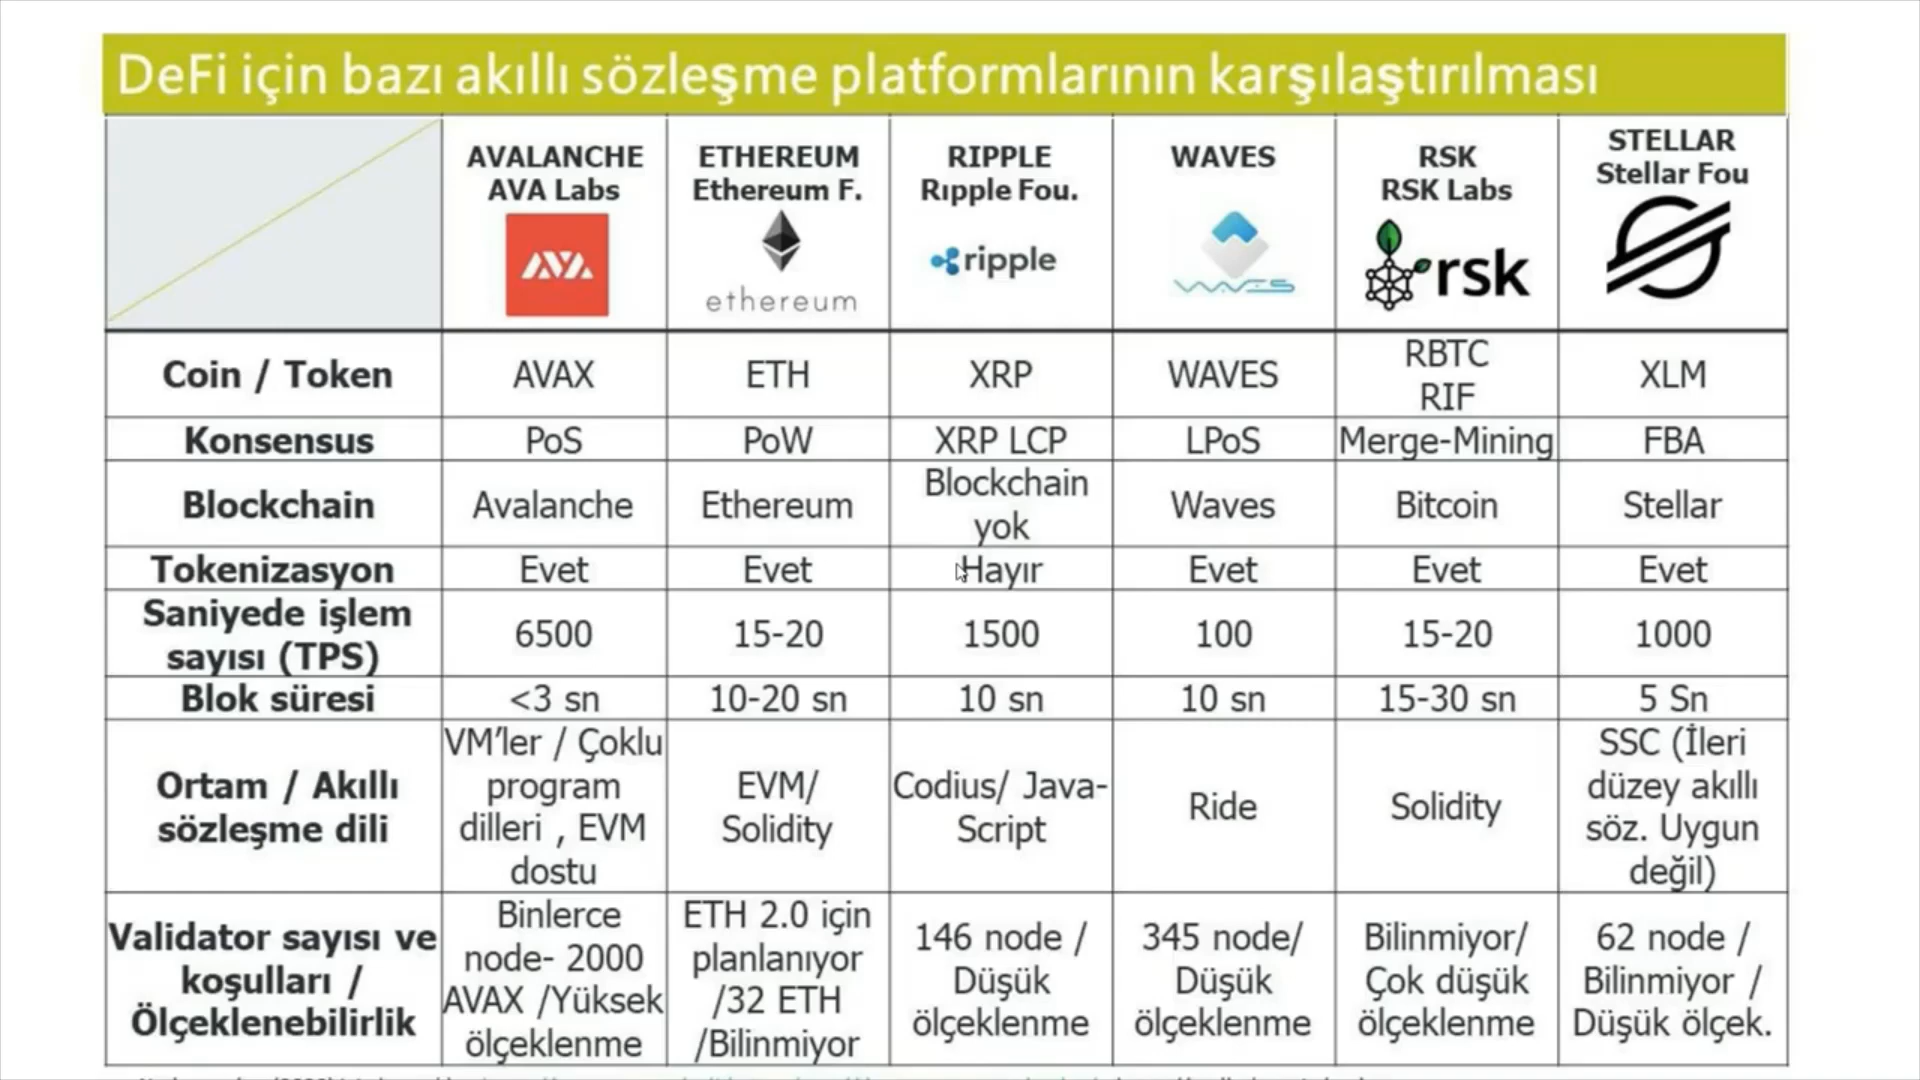 DeFi için bazı akıllı sözleşme platformlarının karşılaştırılması
AVALANCHE
AVA Labs
AVA
ETHEREUM
Ethereum F.
ethereum
RIPPLE
Rıpple Fou.
ripple
WAVES
WAVES
RSK
RSK Labs
rsk
STELLAR
Stellar Fou
Coin / Token
AVAX
ETH
XRP
WAVES
RBTC
RIF
XLM
Konsensus
PoS
PoW
XRP LCP
LPoS
Merge-Mining
FBA
Blockchain
Avalanche
Ethereum
Blockchain
yok
Waves
Bitcoin
Stellar
Tokenizasyon
Evet
Evet
Hayır
Evet
Evet
Evet
Saniyede işlem
sayısı (TPS)
6500
15-20
1500
100
15-20
1000
Blok süresi
<3 sn
10-20 sn
10 sn
10 sn
15-30 sn
5 Sn
Ortam / Akıllı
sözleşme dili
VM’ler / Çoklu
program
dilleri , EVM
dostu
EVM/
Solidity
Codius/ Java-
Script
Ride
Solidity
SSC (İleri
düzey akıllı
söz. Uygun
değil)
Validator sayısı ve
koşulları /
Ölçeklenebilirlik
Binlerce
node- 2000
AVAX /Yüksek
ölçeklenme
ETH 2.0 için
planlanıyor
/32 ETH
/Bilinmiyor
146 node /
Düşük
ölçeklenme
345 node/
Düşük
ölçeklenme
Bilinmiyor/
Çok düşük
ölçeklenme
62 node /
Bilinmiyor /
Düşük ölçek.